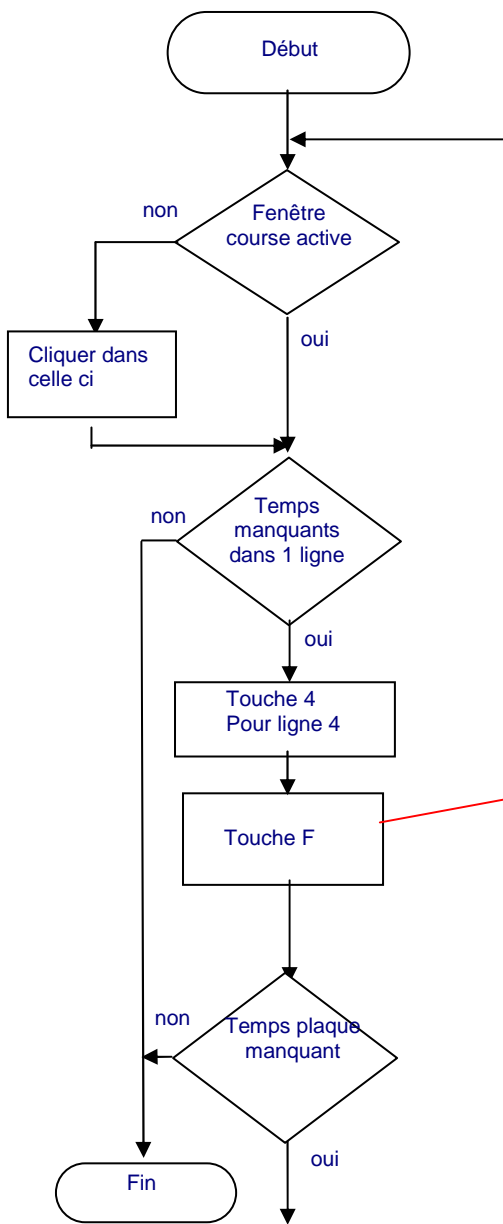 Début
non
Fenêtre
course active
oui
Cliquer dans
celle ci
non
Temps
manquants
dans 1 ligne
oui
Touche 4
Pour ligne 4
Touche F
non
Temps plaque
manquant
oui
Fin